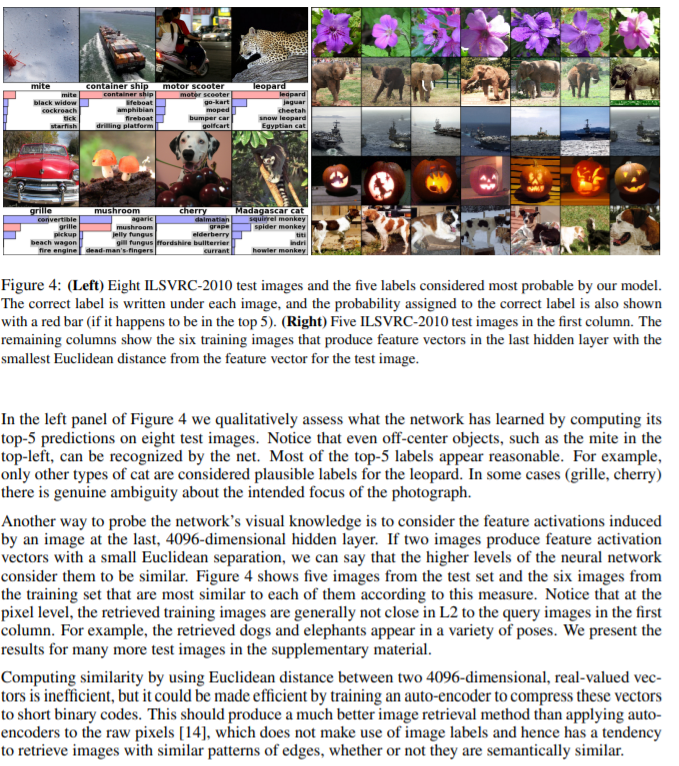 mite container ship motor scooter leopard
mite container ship motor scooter leopard
black widow lifeboat go-kart jaguar
cockroach amphibian moped cheetah
tick fireboat bumper car snow leopard
starfish drilling platform golfcart Egyptian cat
grille mushroom cherry Madagascar cat
convertible agaric dalmatian squirrel monkey
grille mushroom grape spider monkey
pickup jelly fungus elderberry titi
beach wagon gill fungus ffordshire bullterrier indri
fire engine dead-man's-fingers currant howler monkey
Figure 4: (Left) Eight ILSVRC-2010 test images and the five labels considered most probable by our model.
The correct label is written under each image, and the probability assigned to the correct label is also shown
with a red bar (if it happens to be in the top 5). (Right) Five ILSVRC-2010 test images in the first column. The
remaining columns show the six training images that produce feature vectors in the last hidden layer with the
smallest Euclidean distance from the feature vector for the test image.
In the left panel of Figure 4 we qualitatively assess what the network has learned by computing its
top-5 predictions on eight test images. Notice that even off-center objects, such as the mite in the
top-left, can be recognized by the net. Most of the top-5 labels appear reasonable. For example,
only other types of cat are considered plausible labels for the leopard. In some cases (grille, cherry)
there is genuine ambiguity about the intended focus of the photograph.
Another way to probe the network's visual knowledge is to consider the feature activations induced
by an image at the last, 4096-dimensional hidden layer. If two images produce feature activation
vectors with a small Euclidean separation, we can say that the higher levels of the neural network
consider them to be similar. Figure 4 shows five images from the test set and the six images from
the training set that are most similar to each of them according to this measure. Notice that at the
pixel level, the retrieved training images are generally not close in L2 to the query images in the first
column. For example, the retrieved dogs and elephants appear in a variety of poses. We present the
results for many more test images in the supplementary material.
Computing similarity by using Euclidean distance between two 4096-dimensional, real-valued vec-
tors is inefficient, but it could be made efficient by training an auto-encoder to compress these vectors
to short binary codes. This should produce a much better image retrieval method than applying auto-
encoders to the raw pixels [14], which does not make use of image labels and hence has a tendency
to retrieve images with similar patterns of edges, whether or not they are semantically similar.